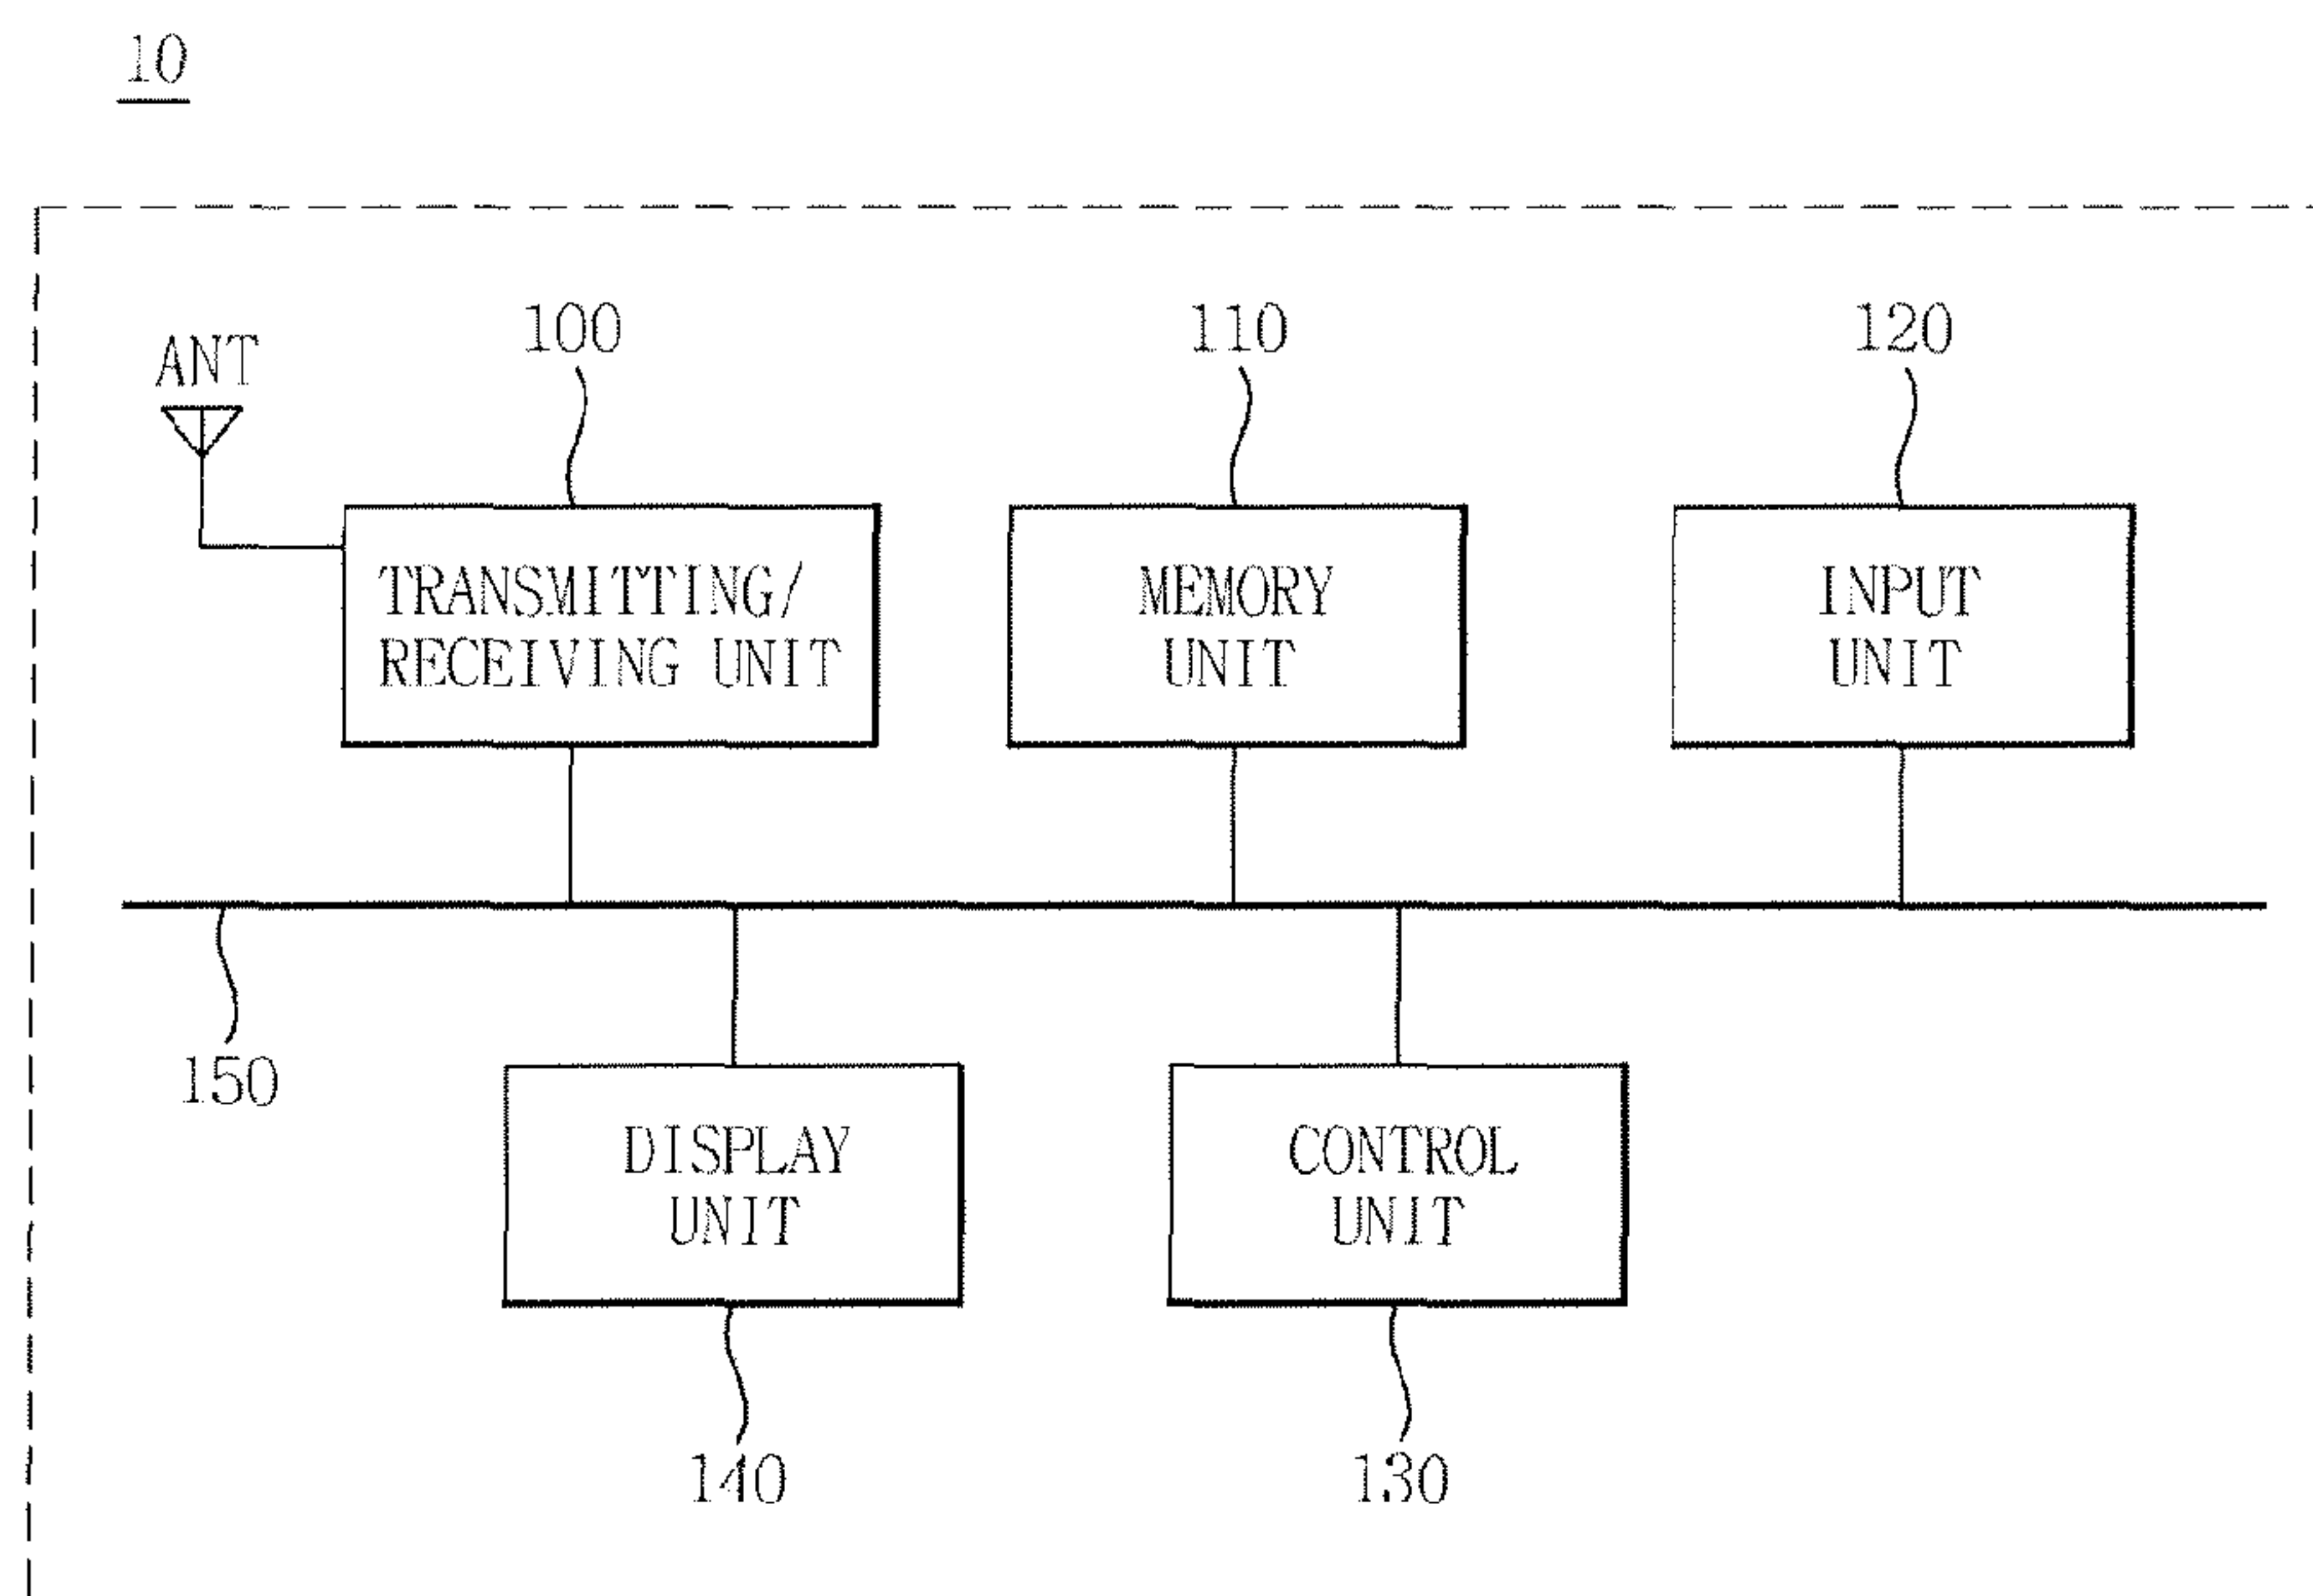 10
ANT
100
110
120
TRANSMITTING/
RECEIVING UNIT
MEMORY
UNIT
INPUT
UNIT
150
DISPLAY
UNIT
CONTROL
UNIT
140
130